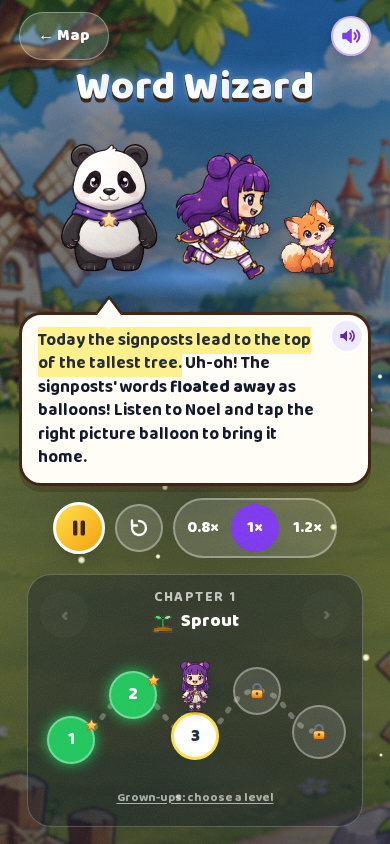 ← Map
Word Wizard
Today the signposts lead to the top
of the tallest tree. Uh-oh! The
signposts' words floated away as
balloons! Listen to Noel and tap the
right picture balloon to bring it
home.
0.8× 1× 1.2×
CHAPTER 1
‹ ›
Sprout
1 2 3
Grown-ups: choose a level